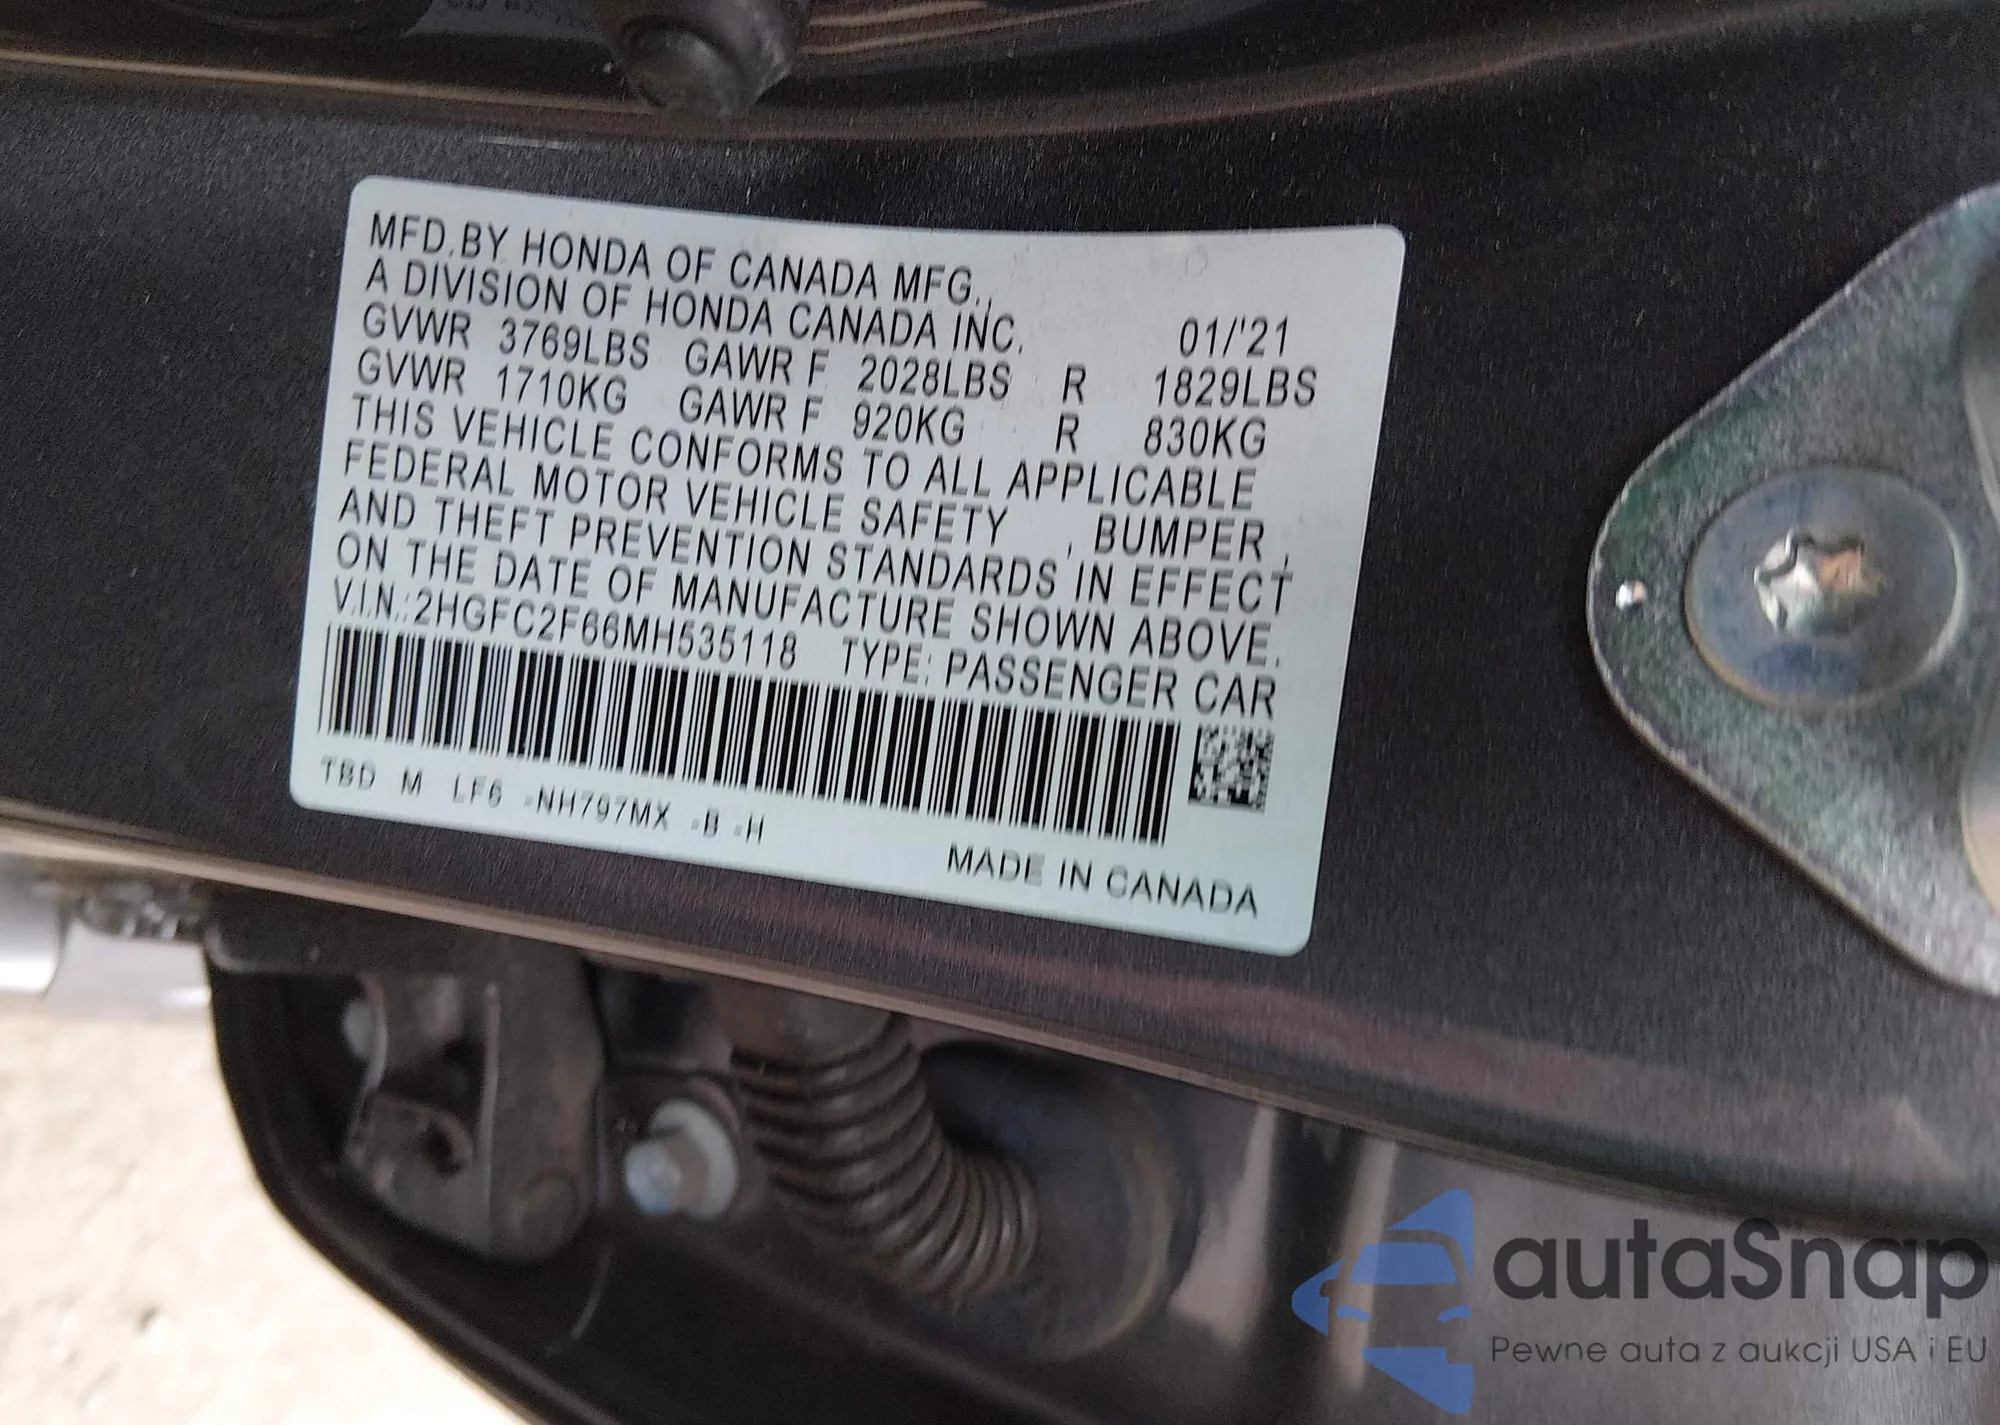 MFD.BY HONDA OF CANADA MFG.,
A DIVISION OF HONDA CANADA INC. 01/'21
GVWR 3769LBS GAWR F 2028LBS R 1829LBS
GVWR 1710KG GAWR F 920KG R 830KG
THIS VEHICLE CONFORMS TO ALL APPLICABLE
FEDERAL MOTOR VEHICLE SAFETY , BUMPER ,
AND THEFT PREVENTION STANDARDS IN EFFECT
ON THE DATE OF MANUFACTURE SHOWN ABOVE.
V.I.N.:2HGFC2F66MH535118 TYPE: PASSENGER CAR
TBD M LF6 -NH797MX -B -H
MADE IN CANADA
autaSnap
Pewne auta z aukcji USA i EU